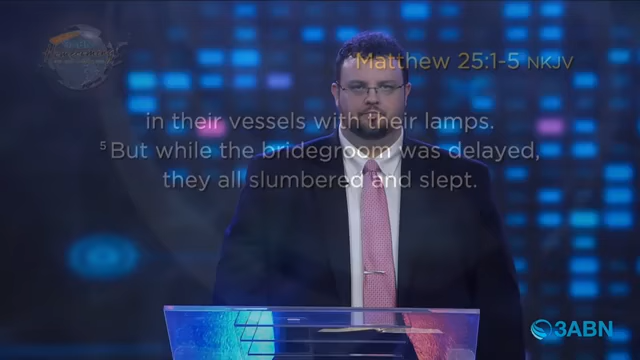 Matthew 25:1-5 NKJV
in their vessels with their lamps.
5 But while the bridegroom was delayed,
they all slumbered and slept.
3ABN